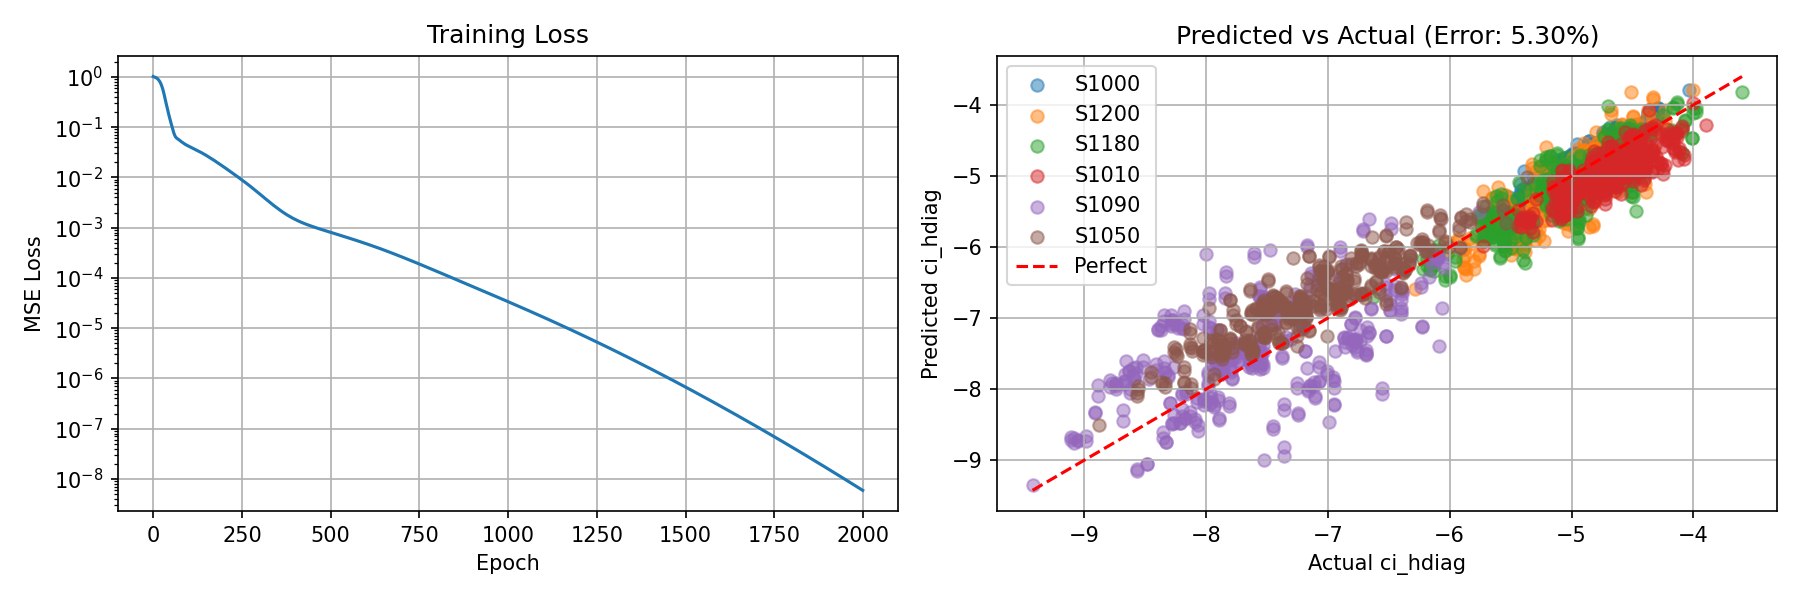 Training Loss
MSE Loss
10⁰
10⁻¹
10⁻²
10⁻³
10⁻⁴
10⁻⁵
10⁻⁶
10⁻⁷
10⁻⁸
0 250 500 750 1000 1250 1500 1750 2000
Epoch
Predicted vs Actual (Error: 5.30%)
S1000
S1200
S1180
S1010
S1090
S1050
Perfect
Predicted ci_hdiag
−4
−5
−6
−7
−8
−9
−9 −8 −7 −6 −5 −4
Actual ci_hdiag